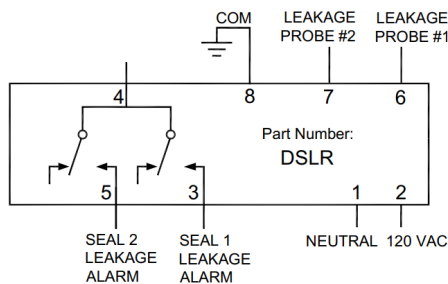 COM
LEAKAGE
PROBE #2
LEAKAGE
PROBE #1
4
8
7
6
Part Number:
DSLR
5
3
1
2
SEAL 2
LEAKAGE
ALARM
SEAL 1
LEAKAGE
ALARM
NEUTRAL
120 VAC